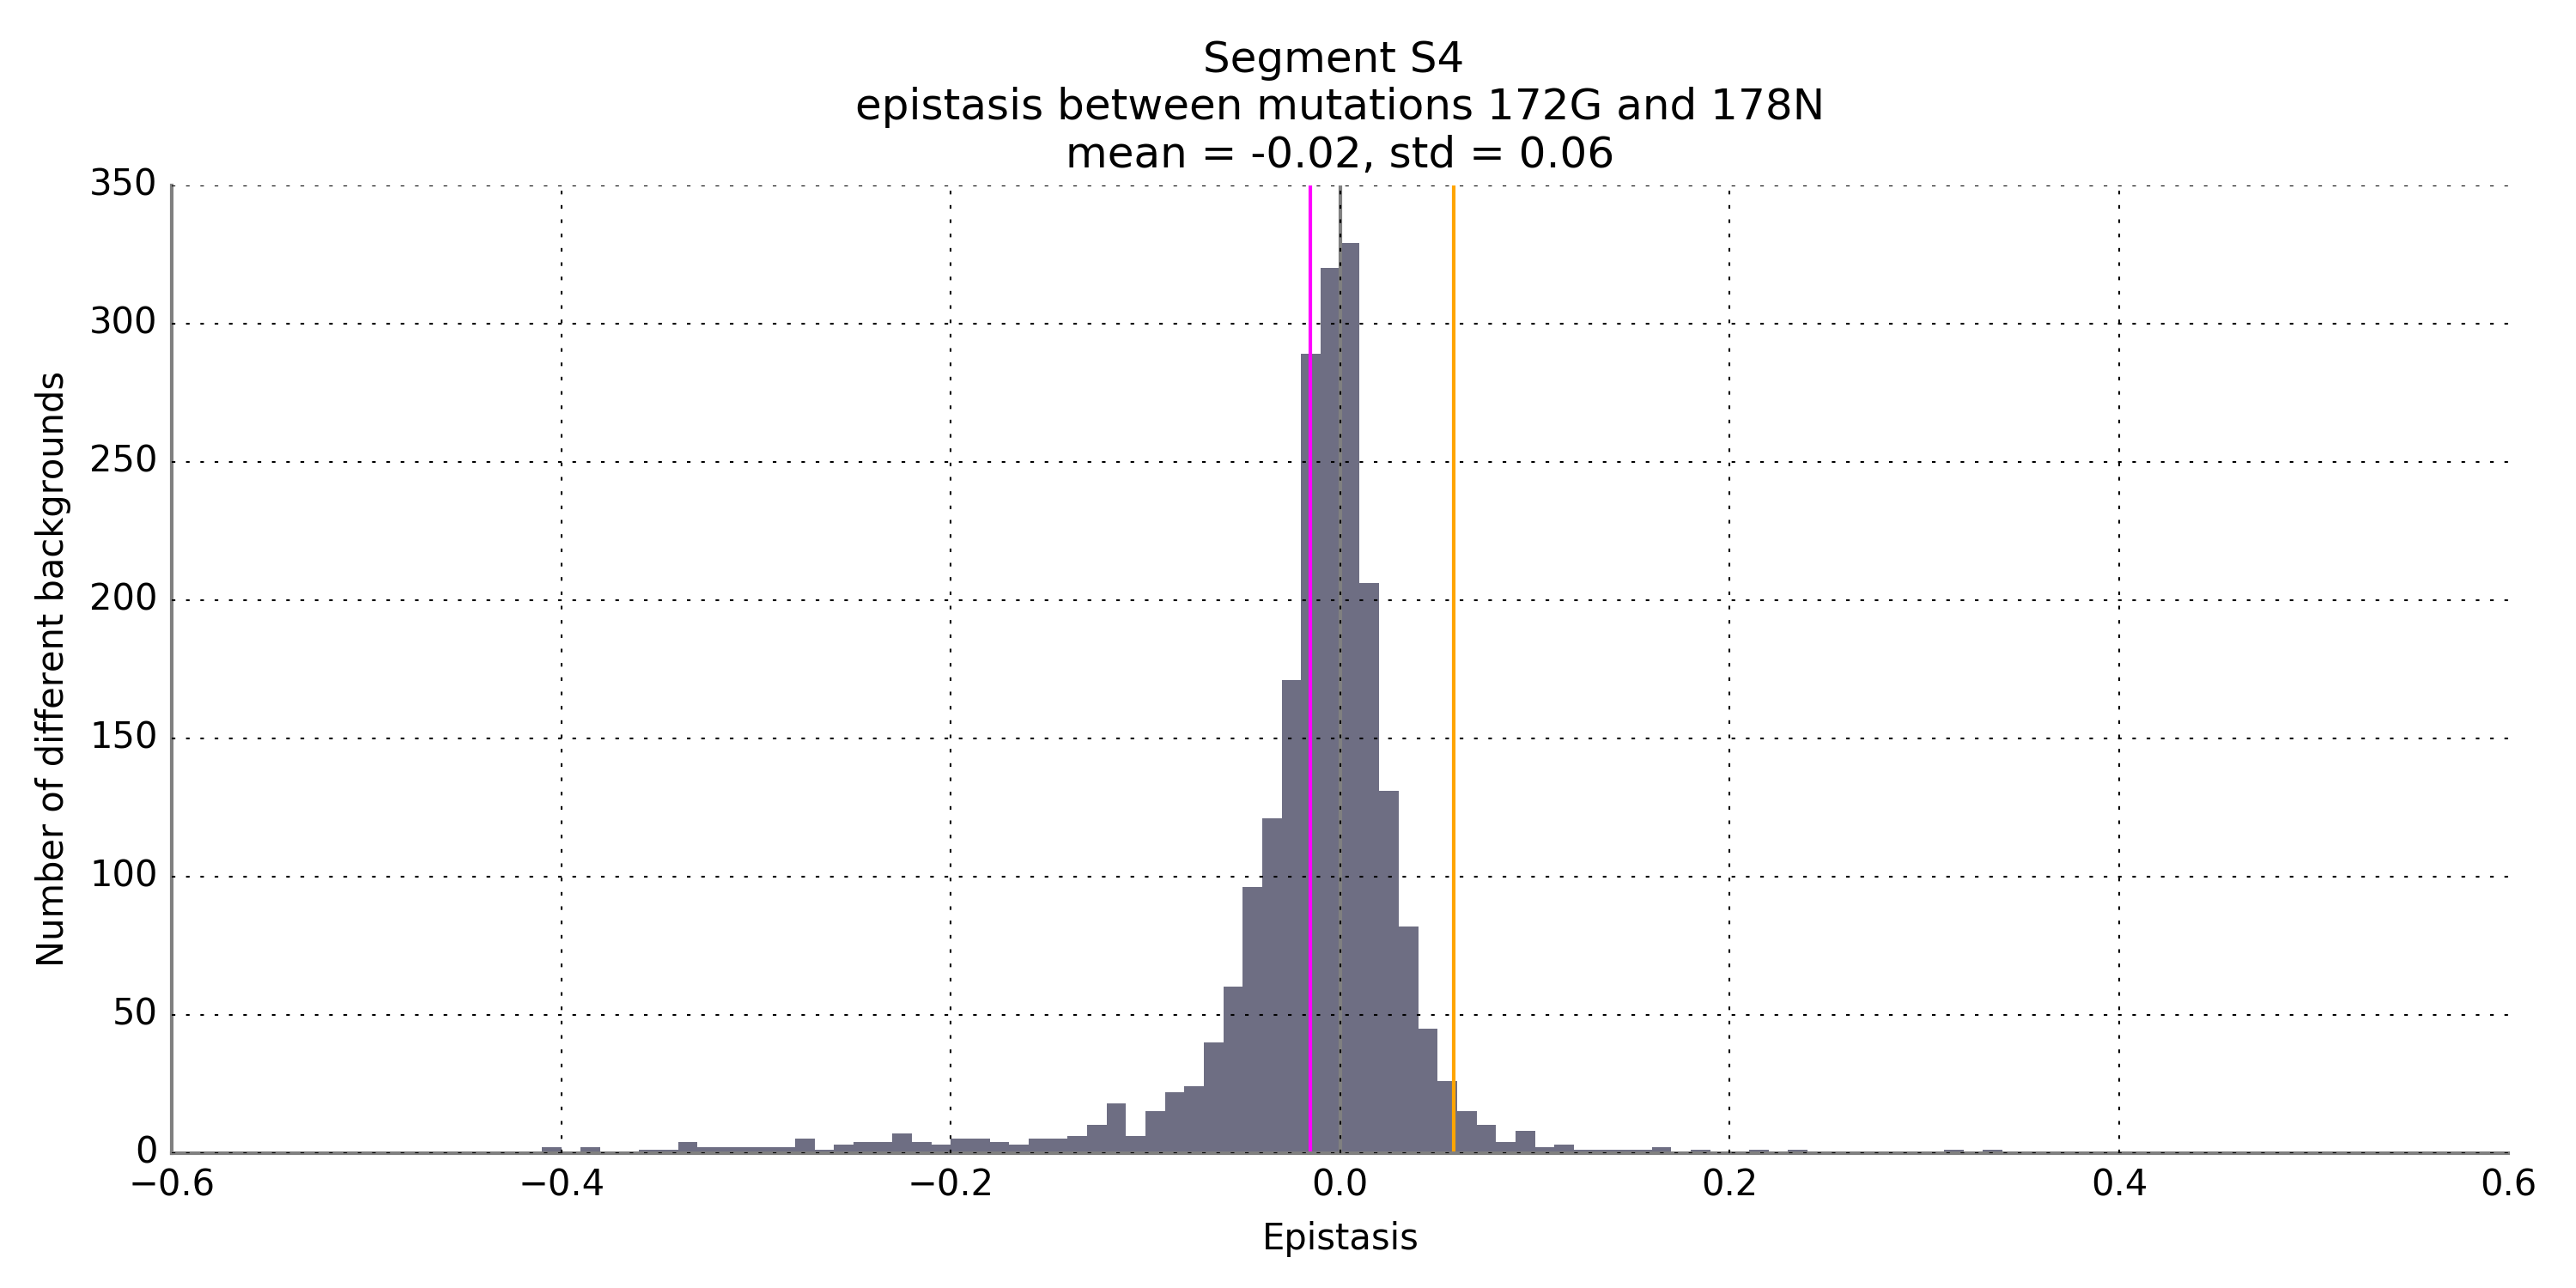 Segment S4
epistasis between mutations 172G and 178N
mean = -0.02, std = 0.06
350
300
250
200
150
100
50
0
Number of different backgrounds
−0.6 −0.4 −0.2 0.0 0.2 0.4 0.6
Epistasis